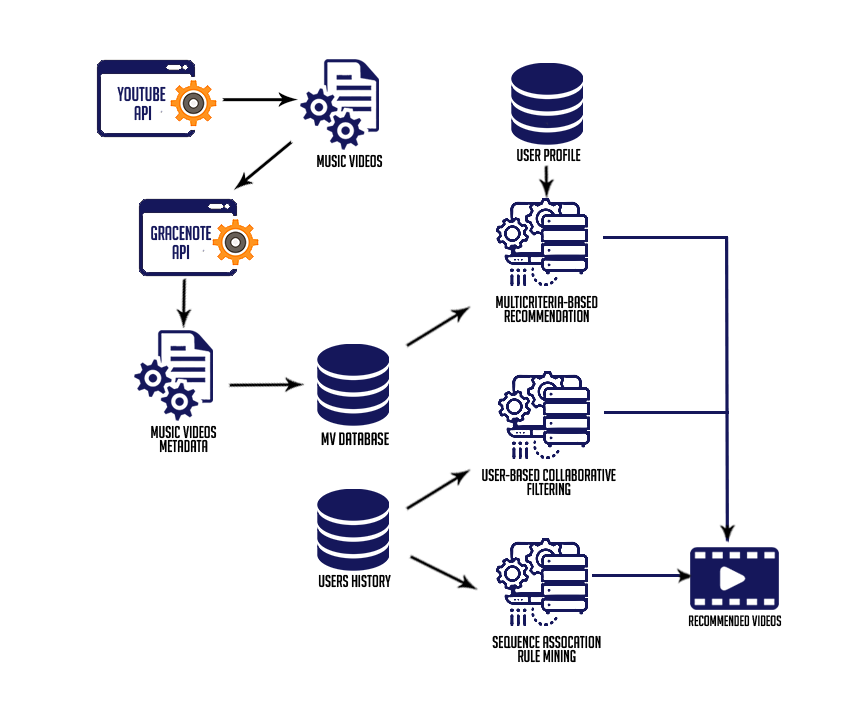 YOUTUBE
API
MUSIC VIDEOS
USER PROFILE
GRACENOTE
API
MULTICRITERIA-BASED
RECOMMENDATION
MUSIC VIDEOS
METADATA
MV DATABASE
USER-BASED COLLABORATIVE
FILTERING
USERS HISTORY
SEQUENCE ASSOCATION
RULE MINING
RECOMMENDED VIDEOS